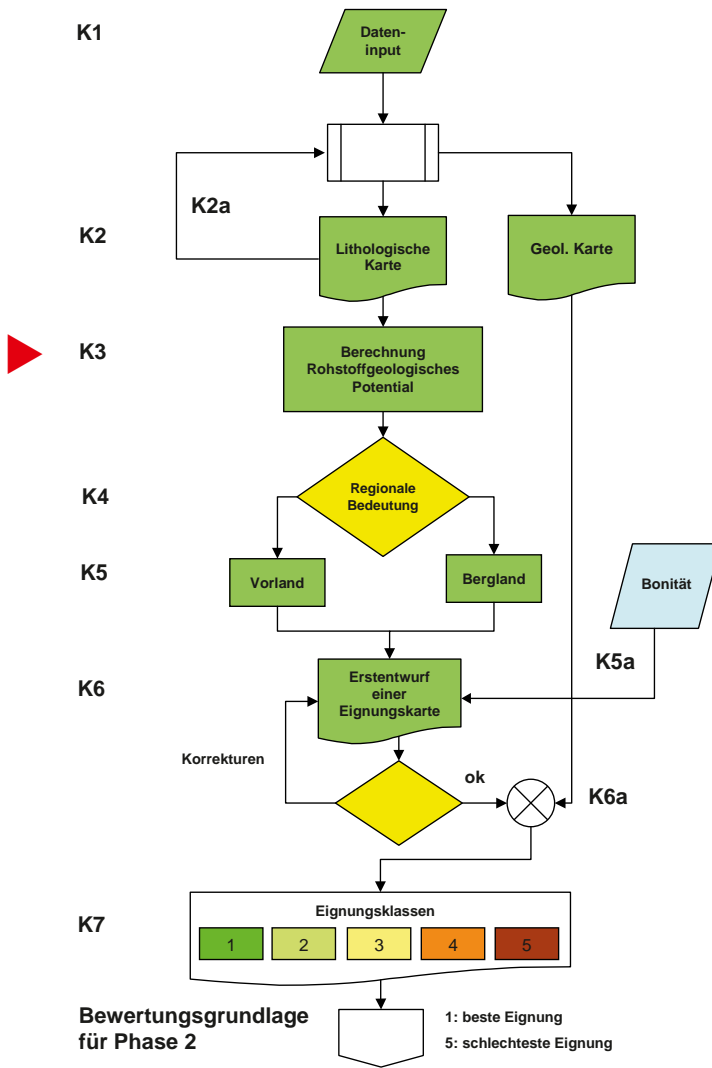 K1
Daten-
input
K2a
K2
Lithologische
Karte
Geol. Karte
K3
Berechnung
Rohstoffgeologisches
Potential
K4
Regionale
Bedeutung
K5
Vorland
Bergland
Bonität
K5a
K6
Erstentwurf
einer
Eignungskarte
Korrekturen
ok
K6a
K7
Eignungsklassen
1 2 3 4 5
Bewertungsgrundlage
für Phase 2
1: beste Eignung
5: schlechteste Eignung